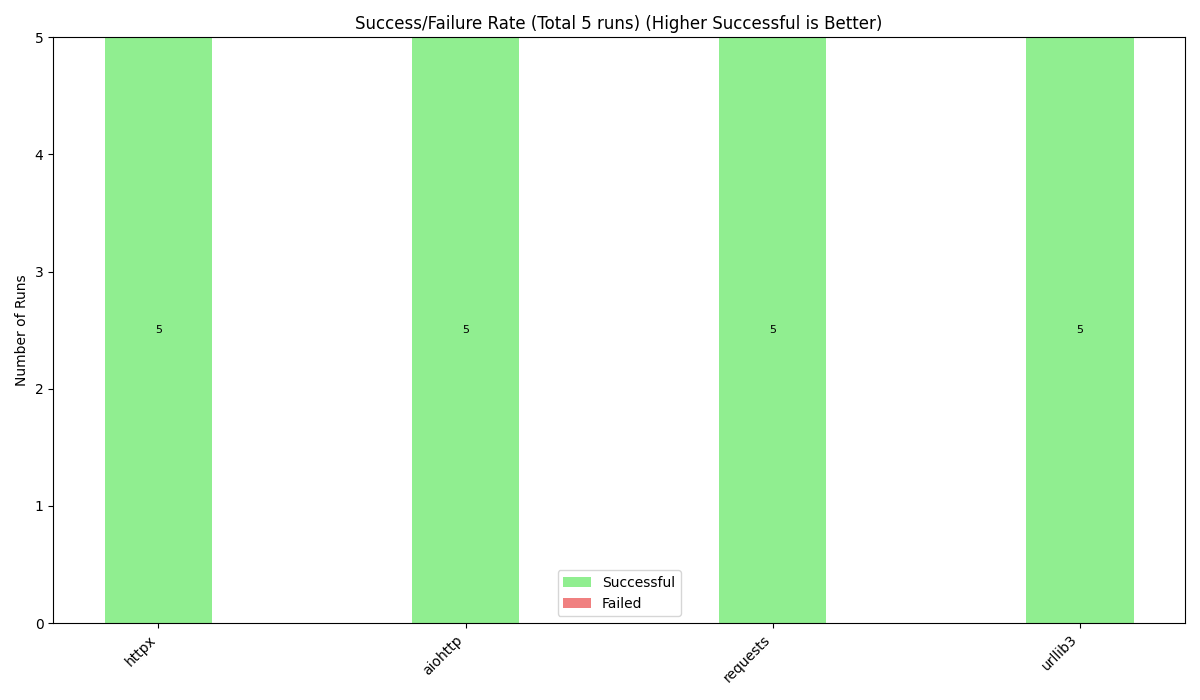 Success/Failure Rate (Total 5 runs) (Higher Successful is Better)
Number of Runs
5
4
3
2
1
0
5
5
5
5
Successful
Failed
httpx
aiohttp
requests
urllib3